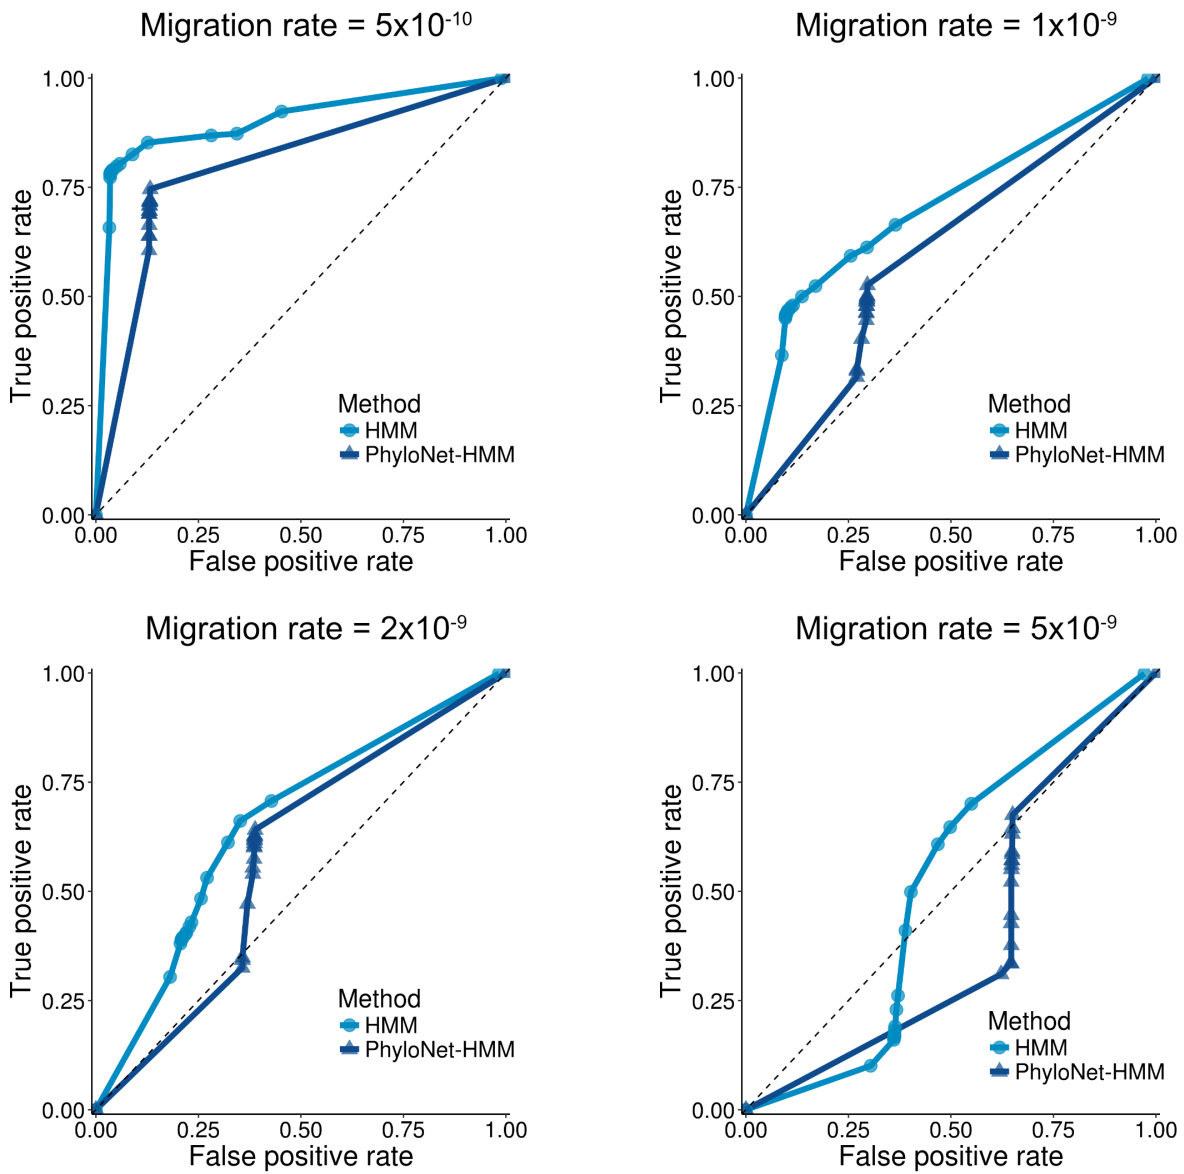 Migration rate = 5x10⁻¹⁰
1.00
0.75
0.50
0.25
0.00
True positive rate
Method
HMM
PhyloNet-HMM
0.00 0.25 0.50 0.75 1.00
False positive rate
Migration rate = 1x10⁻⁹
1.00
0.75
0.50
0.25
0.00
True positive rate
Method
HMM
PhyloNet-HMM
0.00 0.25 0.50 0.75 1.00
False positive rate
Migration rate = 2x10⁻⁹
1.00
0.75
0.50
0.25
0.00
True positive rate
Method
HMM
PhyloNet-HMM
0.00 0.25 0.50 0.75 1.00
False positive rate
Migration rate = 5x10⁻⁹
1.00
0.75
0.50
0.25
0.00
True positive rate
Method
HMM
PhyloNet-HMM
0.00 0.25 0.50 0.75 1.00
False positive rate